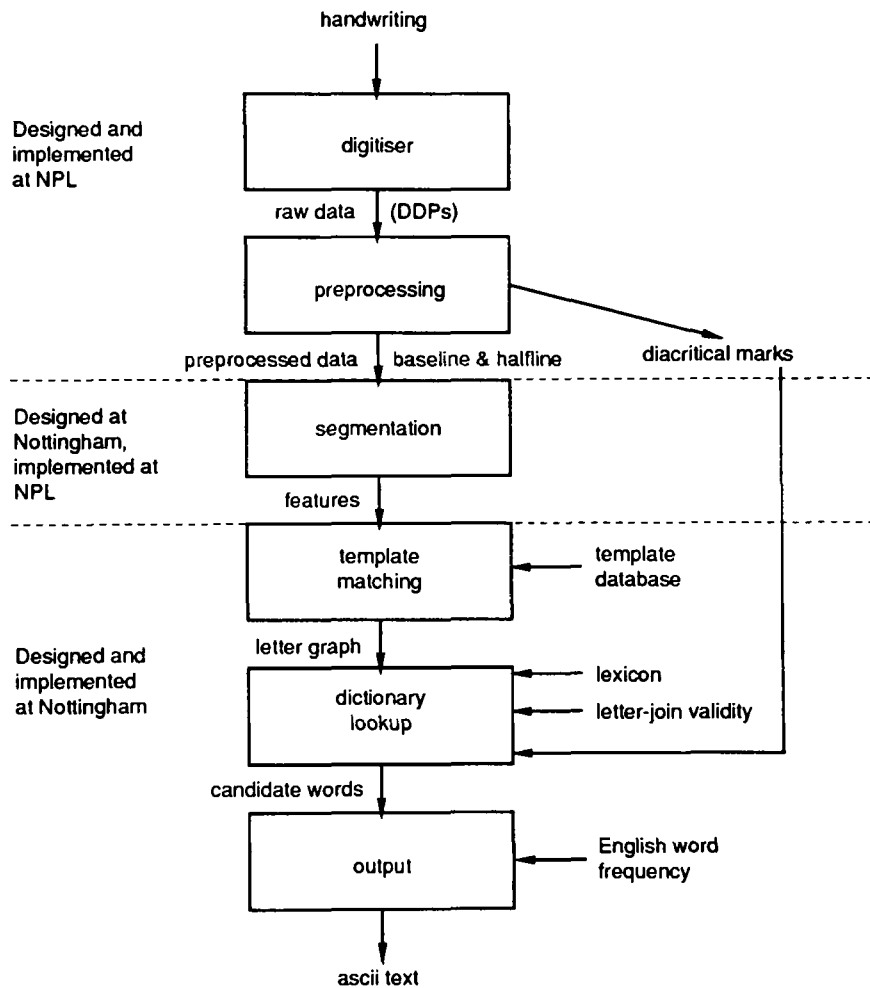 handwriting
Designed and
implemented
at NPL
digitiser
raw data (DDPs)
preprocessing
preprocessed data baseline & halfline
diacritical marks
Designed at
Nottingham,
implemented at
NPL
segmentation
features
template
matching
template
database
letter graph
Designed and
implemented
at Nottingham
dictionary
lookup
lexicon
letter-join validity
candidate words
output
English word
frequency
ascii text